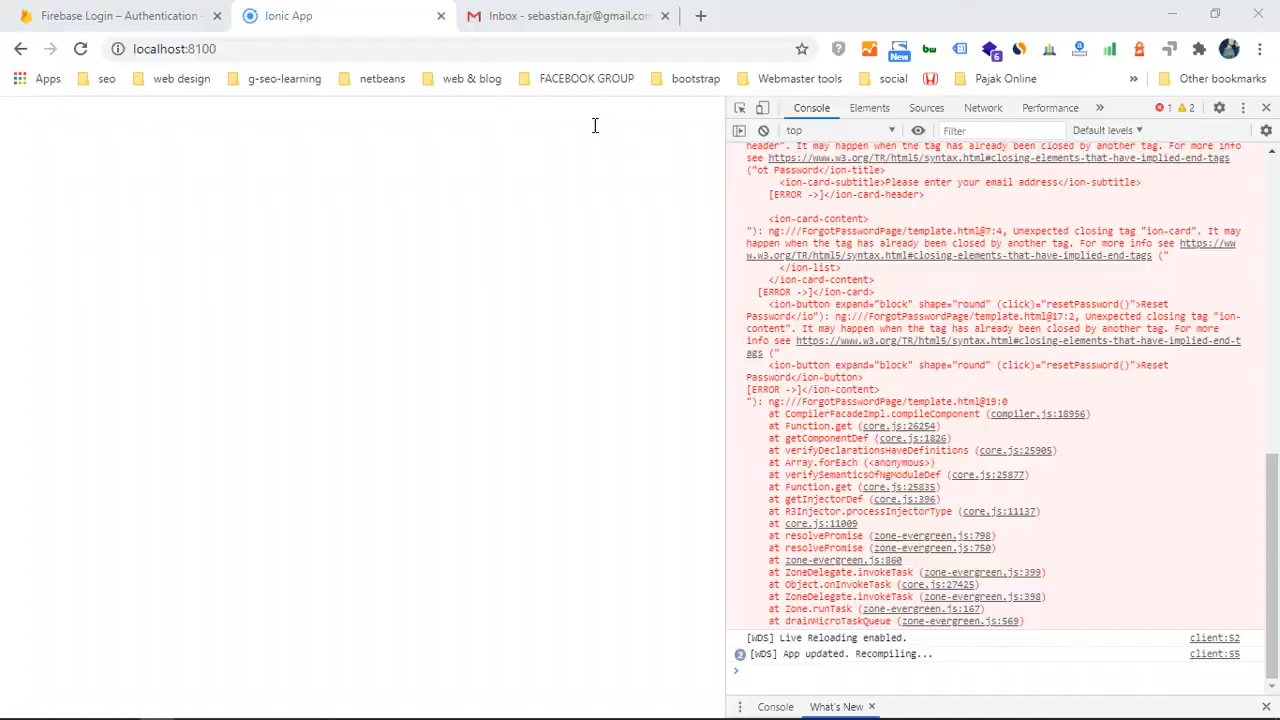 Firebase Login – Authentication -
Ionic App
Inbox - sebastian.fajr@gmail.com
localhost:8100
New
bw
6
Apps
seo
web design
g-seo-learning
netbeans
web & blog
FACEBOOK GROUP
bootstrap
Webmaster tools
social
Pajak Online
»
Other bookmarks
Console
Elements
Sources
Network
Performance
»
1
2
top
Filter
Default levels
header". It may happen when the tag has already been closed by another tag. For more info
see https://www.w3.org/TR/html5/syntax.html#closing-elements-that-have-implied-end-tags
("ot Password</ion-title>
<ion-card-subtitle>Please enter your email address</ion-subtitle>
[ERROR ->]</ion-card-header>
<ion-card-content>
"): ng:///ForgotPasswordPage/template.html@7:4, Unexpected closing tag "ion-card". It may
happen when the tag has already been closed by another tag. For more info see https://ww
w.w3.org/TR/html5/syntax.html#closing-elements-that-have-implied-end-tags ("
</ion-list>
</ion-card-content>
[ERROR ->]</ion-card>
<ion-button expand="block" shape="round" (click)="resetPassword()">Reset
Password</io"): ng:///ForgotPasswordPage/template.html@17:2, Unexpected closing tag "ion-
content". It may happen when the tag has already been closed by another tag. For more
info see https://www.w3.org/TR/html5/syntax.html#closing-elements-that-have-implied-end-t
ags ("
<ion-button expand="block" shape="round" (click)="resetPassword()">Reset
Password</ion-button>
[ERROR ->]</ion-content>
"): ng:///ForgotPasswordPage/template.html@19:0
at CompilerFacadeImpl.compileComponent (compiler.js:18956)
at Function.get (core.js:26254)
at getComponentDef (core.js:1826)
at verifyDeclarationsHaveDefinitions (core.js:25905)
at Array.forEach (<anonymous>)
at verifySemanticsOfNgModuleDef (core.js:25877)
at Function.get (core.js:25835)
at getInjectorDef (core.js:396)
at R3Injector.processInjectorType (core.js:11137)
at core.js:11009
at resolvePromise (zone-evergreen.js:798)
at resolvePromise (zone-evergreen.js:750)
at zone-evergreen.js:860
at ZoneDelegate.invokeTask (zone-evergreen.js:399)
at Object.onInvokeTask (core.js:27425)
at ZoneDelegate.invokeTask (zone-evergreen.js:398)
at Zone.runTask (zone-evergreen.js:167)
at drainMicroTaskQueue (zone-evergreen.js:569)
[WDS] Live Reloading enabled. client:52
2 [WDS] App updated. Recompiling... client:55
>
Console
What's New